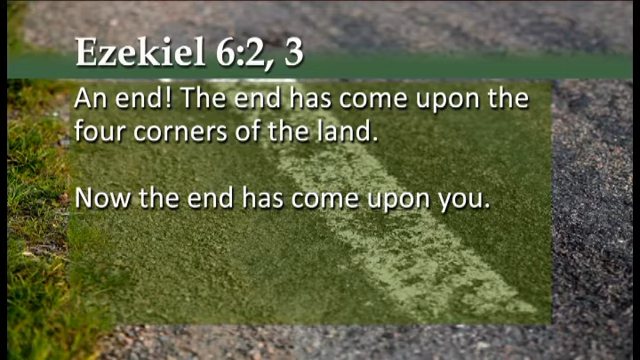 Ezekiel 6:2, 3
An end! The end has come upon the
four corners of the land.
Now the end has come upon you.